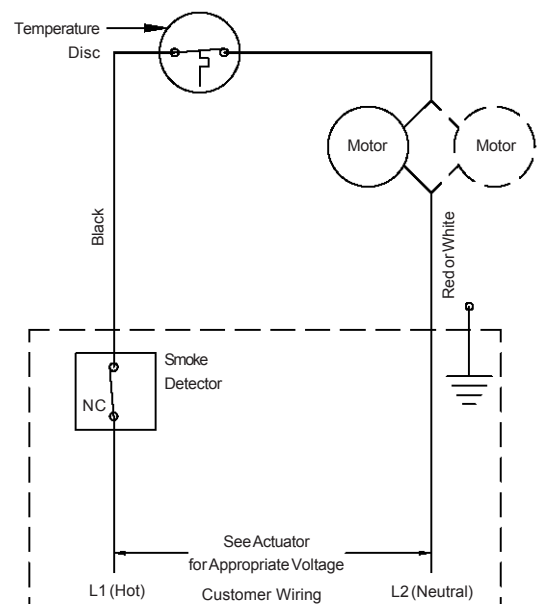 Temperature
Disc
Motor
Motor
Black
Red or White
Smoke
Detector
NC
See Actuator
for Appropriate Voltage
L1 (Hot)
Customer Wiring
L2 (Neutral)